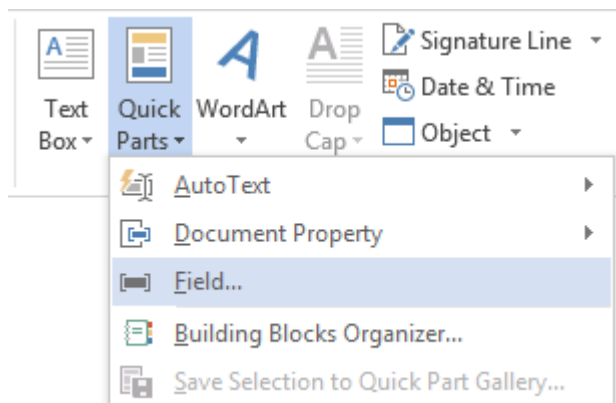 Text
Box
Quick
Parts
WordArt
Drop
Cap
Signature Line
Date & Time
Object
AutoText
Document Property
Field...
Building Blocks Organizer...
Save Selection to Quick Part Gallery...